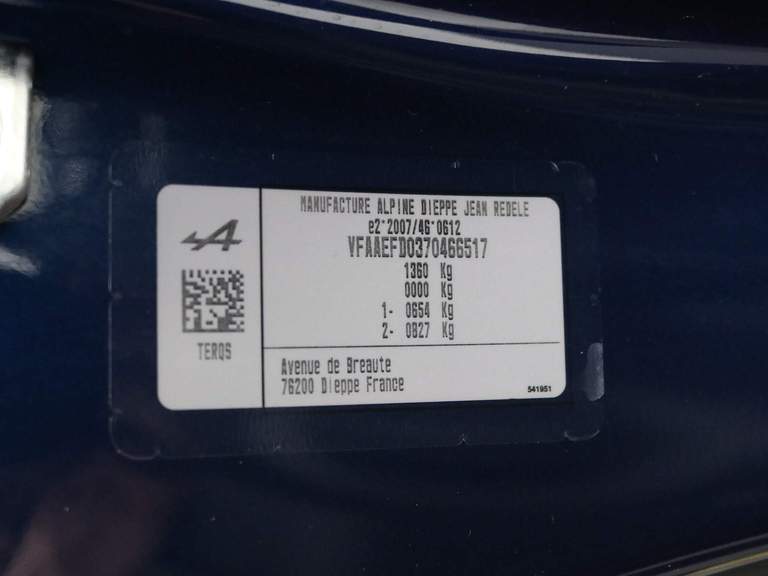 MANUFACTURE ALPINE DIEPPE JEAN REDELE
e2*2007/46*0612
VFAAEFD0370466517
1360 Kg
0000 Kg
1- 0654 Kg
2- 0827 Kg
TERQS
Avenue de Breaute
76200 Dieppe France
541951